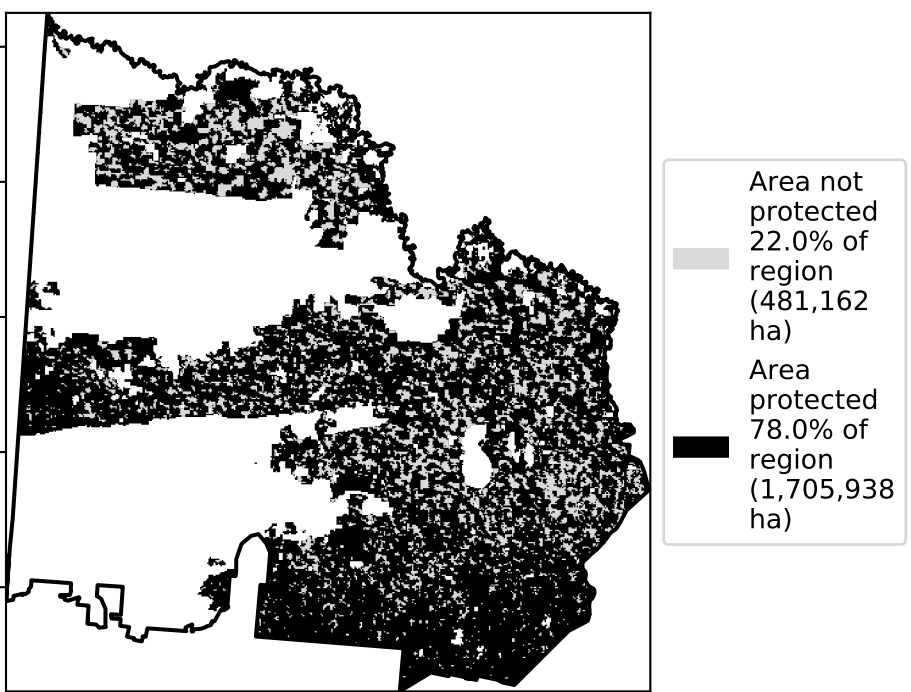 Area not
protected
22.0% of
region
(481,162
ha)
Area
protected
78.0% of
region
(1,705,938
ha)